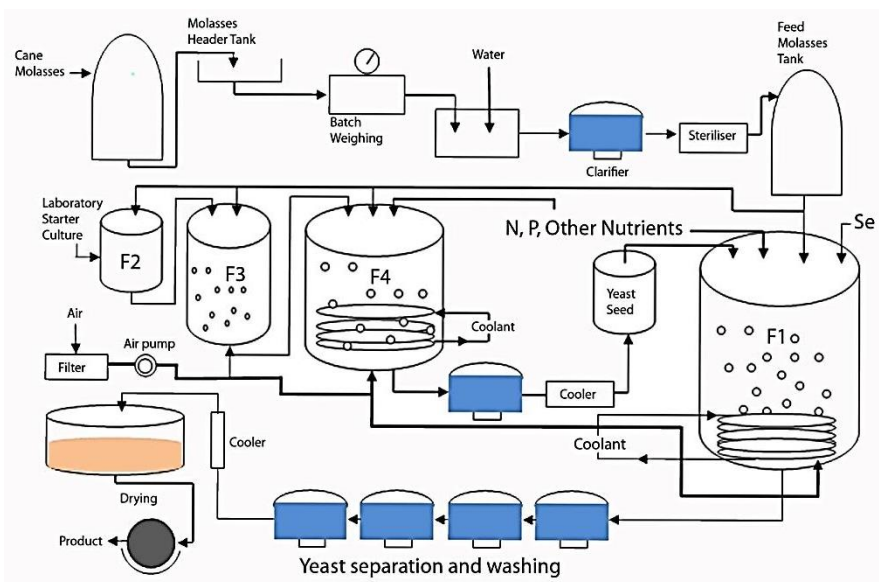 Cane
Molasses
Molasses
Header Tank
Batch
Weighing
Water
Clarifier
Steriliser
Feed
Molasses
Tank
Laboratory
Starter
Culture
F2
F3
F4
N, P, Other Nutrients
Se
Yeast
Seed
F1
Coolant
Air
Filter
Air pump
Cooler
Coolant
Cooler
Drying
Product
Yeast separation and washing